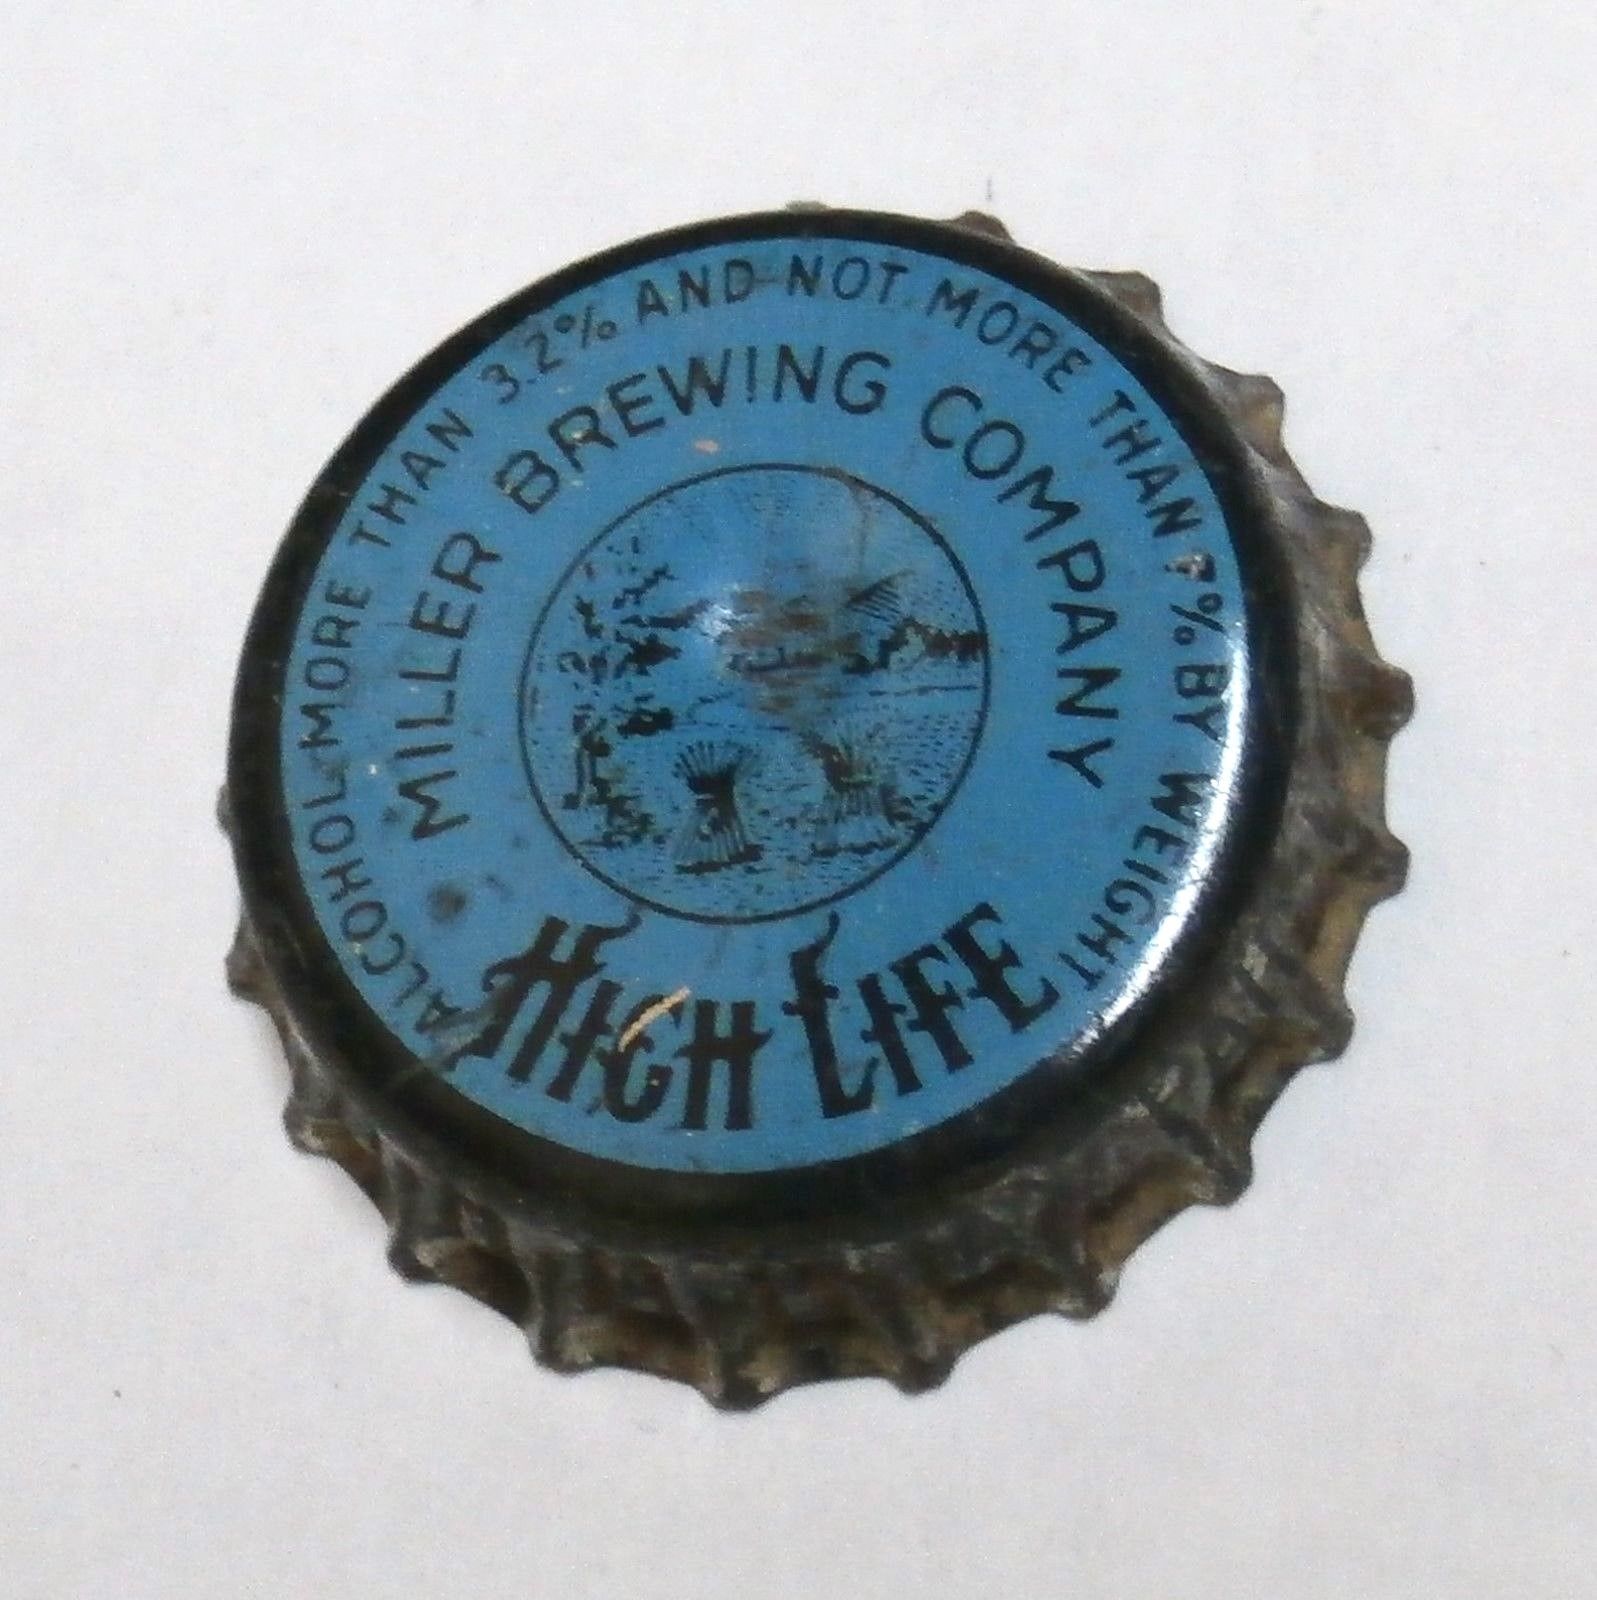 ALCOHOL MORE THAN 3.2% AND NOT MORE THAN 7% BY WEIGHT
MILLER BREWING COMPANY
HIGH LIFE